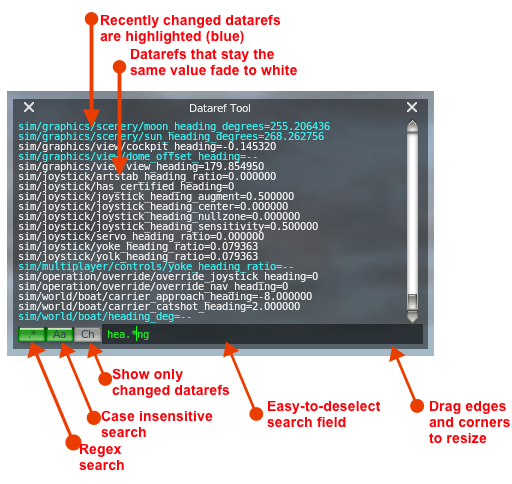 Recently changed datarefs
are highlighted (blue)
Datarefs that stay the
same value fade to white
Dataref Tool
sim/graphics/scenery/moon_heading_degrees=255.206436
sim/graphics/scenery/sun_heading_degrees=268.262756
sim/graphics/view/cockpit_heading=-0.145320
sim/graphics/view/dome_offset_heading=--
sim/graphics/view/view_heading=179.854950
sim/joystick/artstab_heading_ratio=0.000000
sim/joystick/has_certified_heading=0
sim/joystick/joystick_heading_augment=0.500000
sim/joystick/joystick_heading_center=0.000000
sim/joystick/joystick_heading_nullzone=0.000000
sim/joystick/joystick_heading_sensitivity=0.500000
sim/joystick/servo_heading_ratio=0.000000
sim/joystick/yoke_heading_ratio=0.079363
sim/joystick/yolk_heading_ratio=0.079363
sim/multiplayer/controls/yoke_heading_ratio=--
sim/operation/override/override_joystick_heading=0
sim/operation/override/override_nav_heading=0
sim/world/boat/carrier_approach_heading=-8.000000
sim/world/boat/carrier_catshot_heading=2.000000
sim/world/boat/heading_deg=--
.* Aa Ch hea.*ng
Show only
changed datarefs
Case insensitive
search
Regex
search
Easy-to-deselect
search field
Drag edges
and corners
to resize